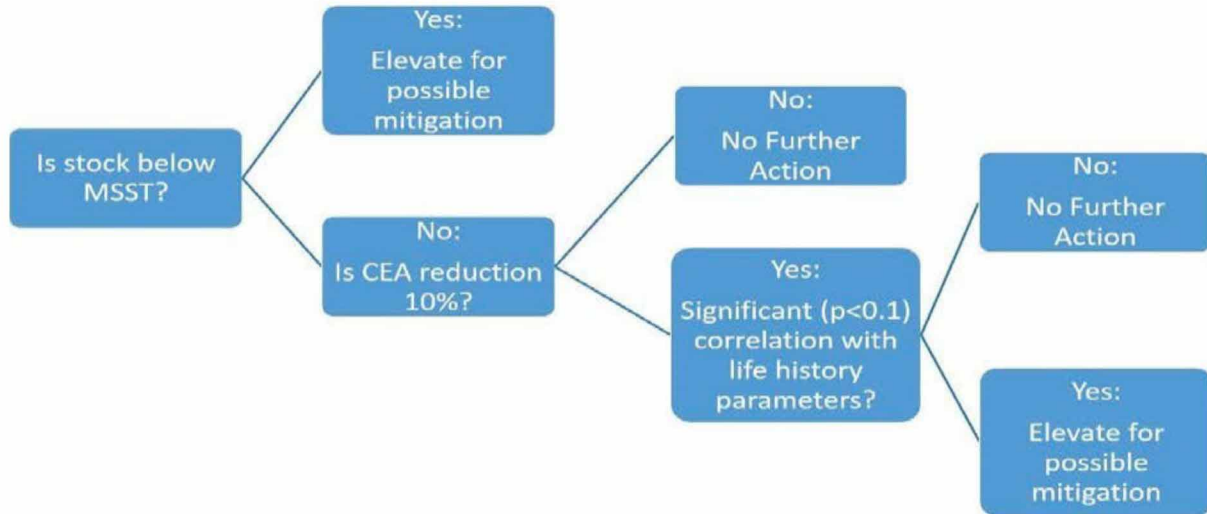 Is stock below
MSST?
Yes:
Elevate for
possible
mitigation
No:
Is CEA reduction
10%?
No:
No Further
Action
Yes:
Significant (p<0.1)
correlation with
life history
parameters?
No:
No Further
Action
Yes:
Elevate for
possible
mitigation